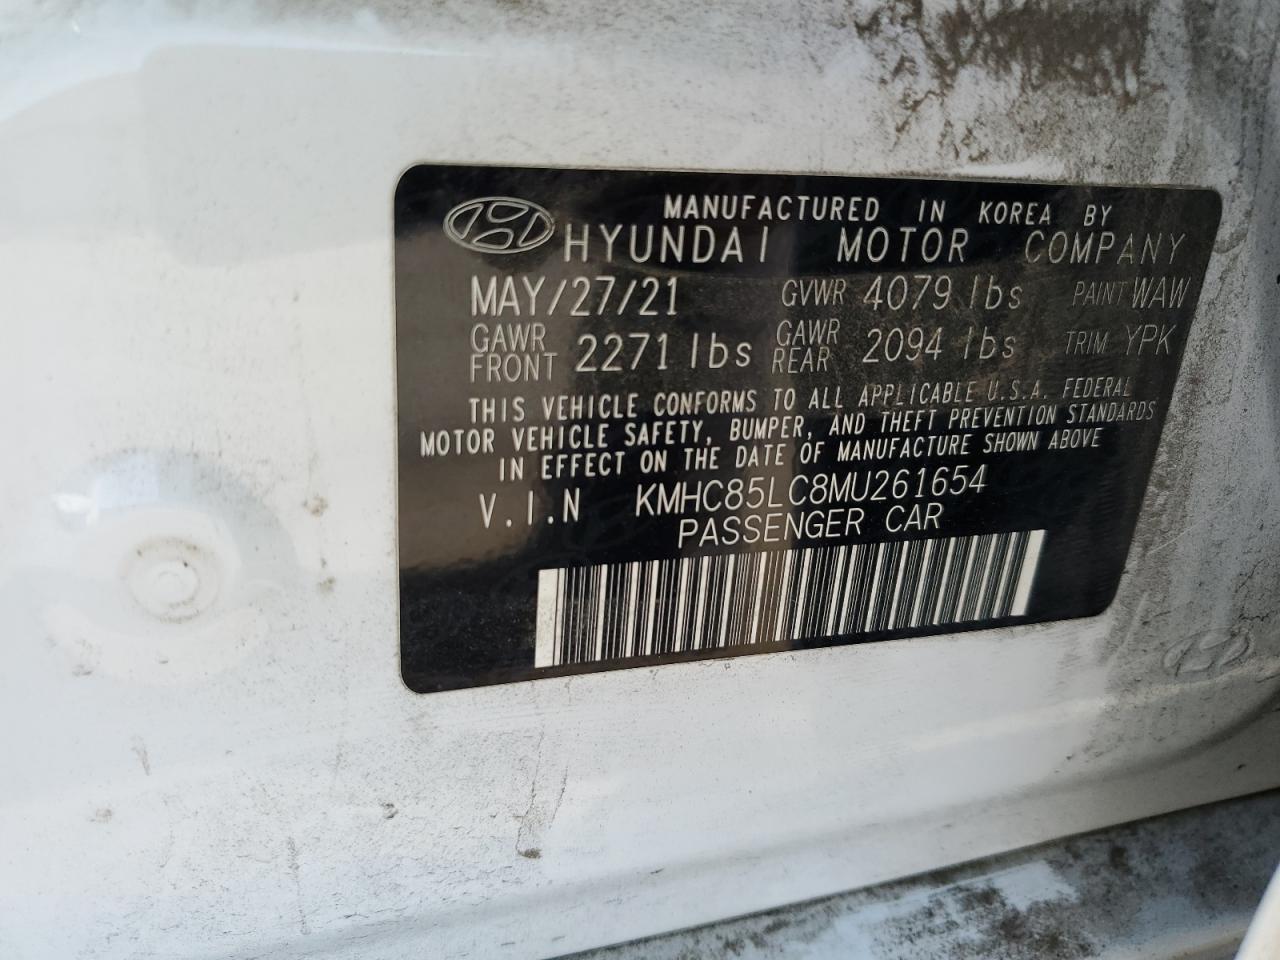 MANUFACTURED IN KOREA BY
HYUNDAI MOTOR COMPANY
MAY/27/21 GVWR 4079 lbs PAINT WAW
GAWR FRONT 2271 lbs GAWR REAR 2094 lbs TRIM YPK
THIS VEHICLE CONFORMS TO ALL APPLICABLE U.S.A. FEDERAL
MOTOR VEHICLE SAFETY, BUMPER, AND THEFT PREVENTION STANDARDS
IN EFFECT ON THE DATE OF MANUFACTURE SHOWN ABOVE
V.I.N KMHC85LC8MU261654
PASSENGER CAR